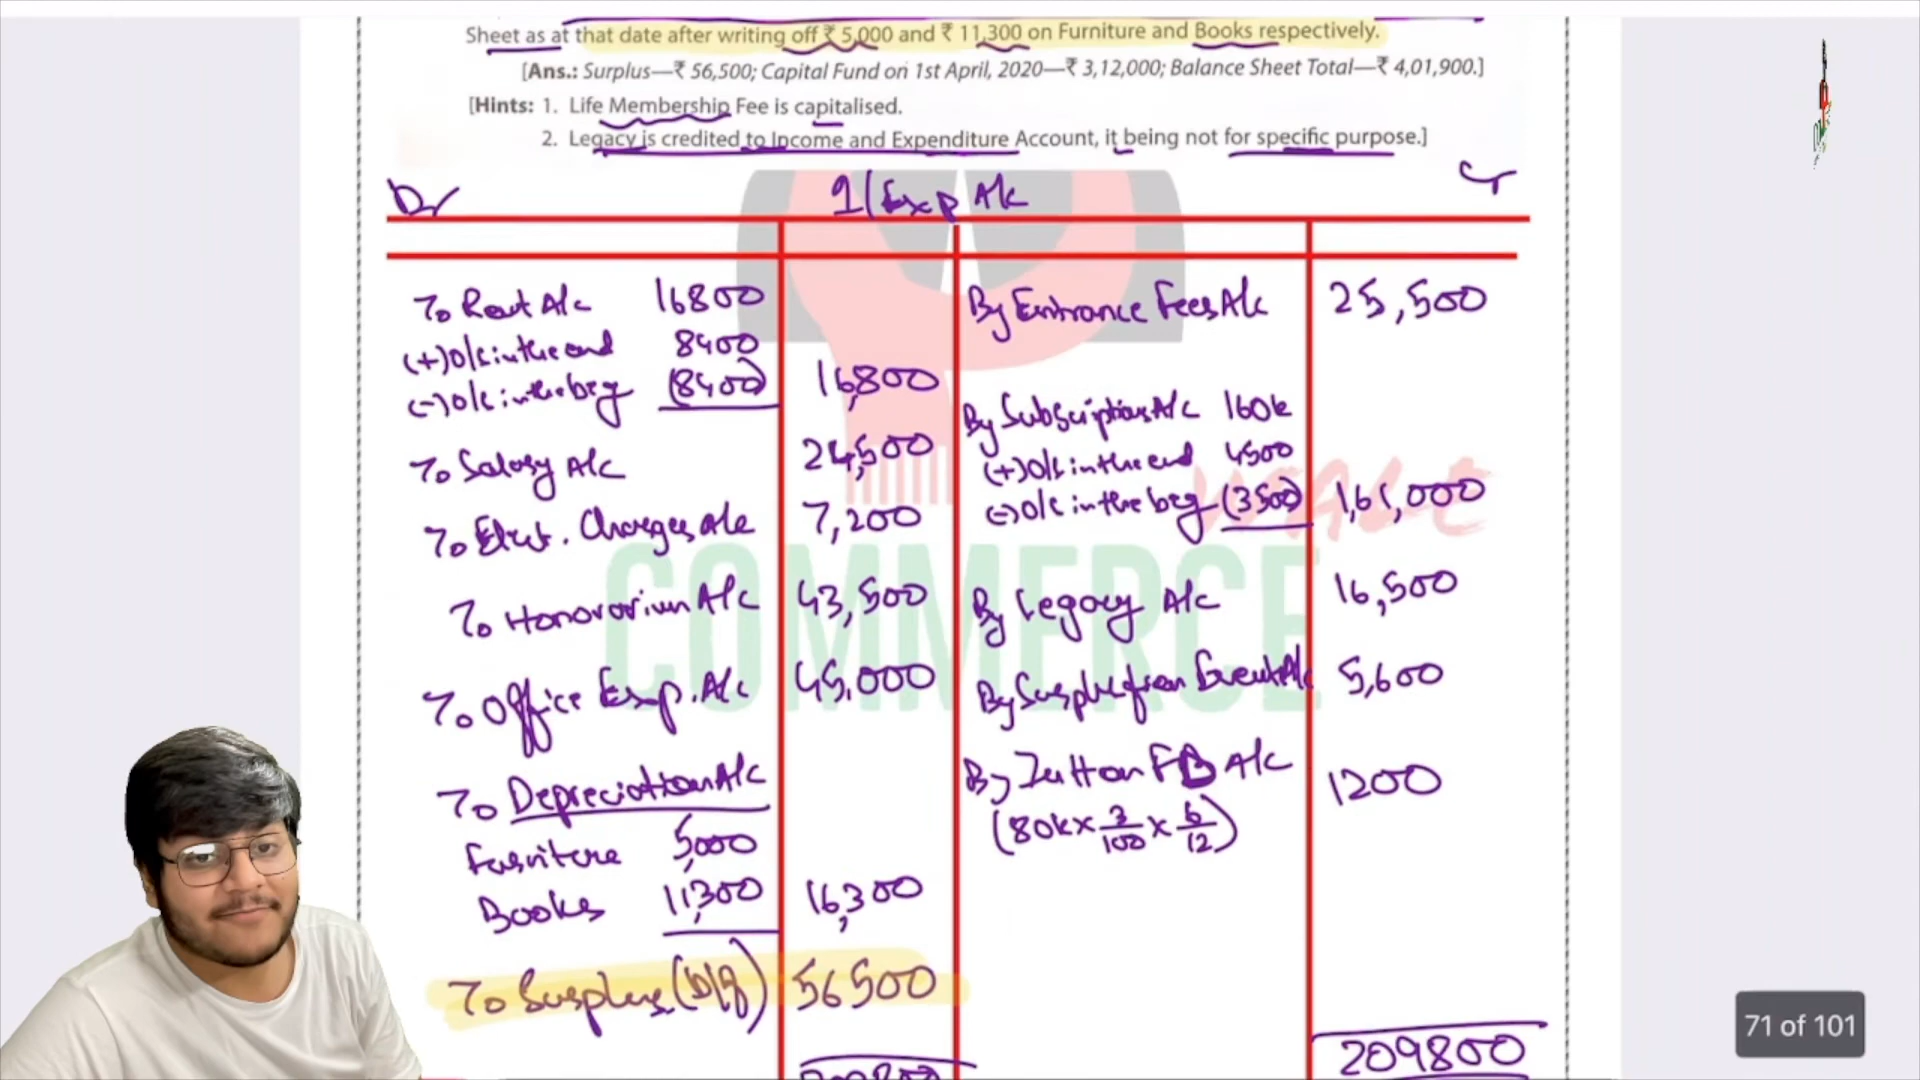 Sheet as at that date after writing off ₹ 5,000 and ₹ 11,300 on Furniture and Books respectively.
[Ans.: Surplus—₹ 56,500; Capital Fund on 1st April, 2020—₹ 3,12,000; Balance Sheet Total—₹ 4,01,900.]
[Hints: 1. Life Membership Fee is capitalised.
2. Legacy is credited to Income and Expenditure Account, it being not for specific purpose.]
Dr I/Exp A/c Cr
To Rent A/c 16800
(+) O/s in the end 8400
(-) O/s in the beg (8400) 16,800
To Salary A/c 24,500
To Elect. Charges A/c 7,200
To Honorarium A/c 43,500
To Office Exp. A/c 45,000
To Depreciation A/c
Furniture 5,000
Books 11,300 16,300
To Surplus (b/f) 56500
By Entrance Fees A/c 25,500
By Subscription A/c 160k
(+) O/s in the end 4500
(-) O/s in the beg (3500) 1,61,000
By Legacy A/c 16,500
By Surplus from Event A/c 5,600
By Int on FD A/c 1200
(80k × 3/100 × 6/12)
209800
COMMERCE
71 of 101